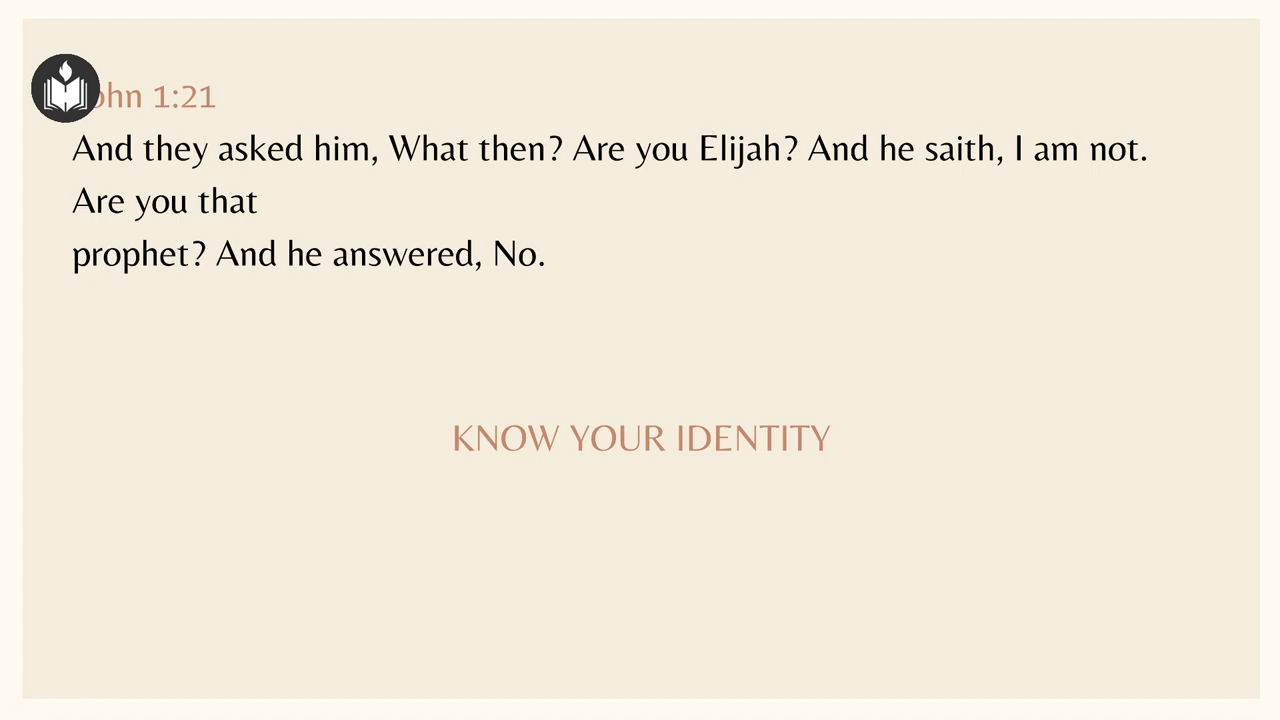 ohn 1:21
And they asked him, What then? Are you Elijah? And he saith, I am not.
Are you that
prophet? And he answered, No.
KNOW YOUR IDENTITY